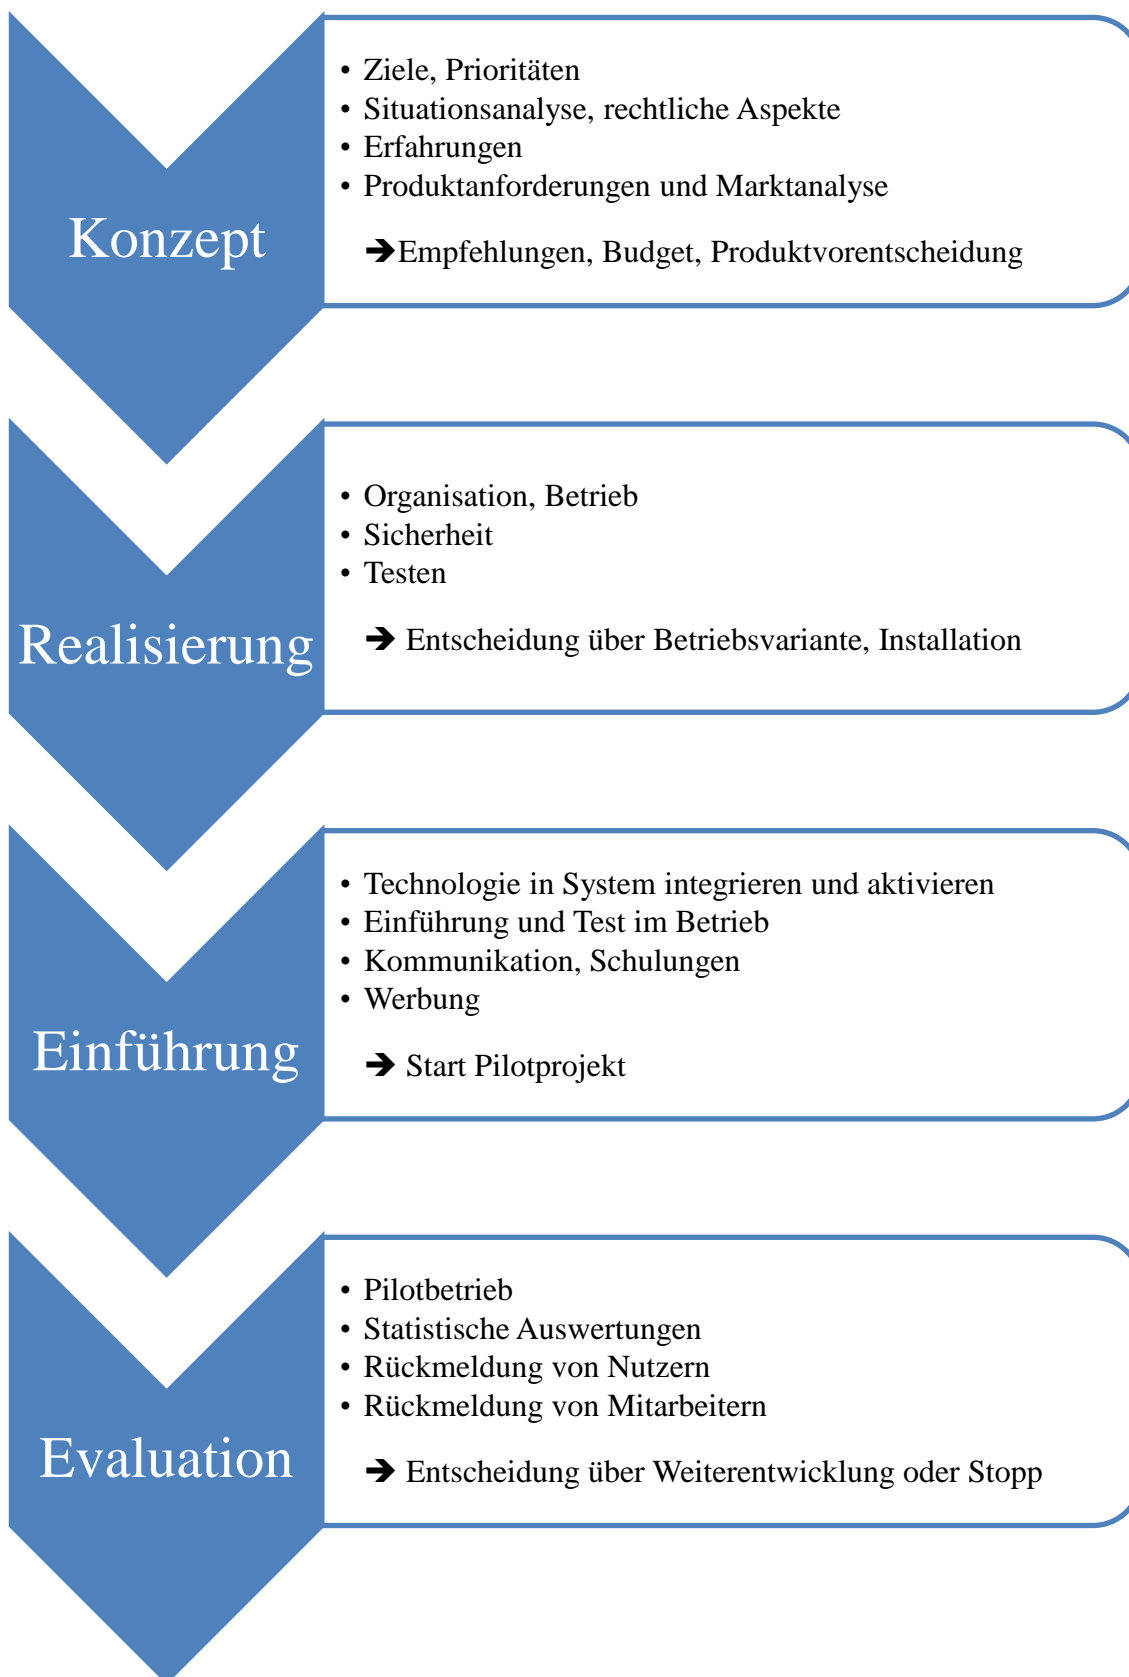 Konzept
• Ziele, Prioritäten
• Situationsanalyse, rechtliche Aspekte
• Erfahrungen
• Produktanforderungen und Marktanalyse
➔Empfehlungen, Budget, Produktvorentscheidung
Realisierung
• Organisation, Betrieb
• Sicherheit
• Testen
➔ Entscheidung über Betriebsvariante, Installation
Einführung
• Technologie in System integrieren und aktivieren
• Einführung und Test im Betrieb
• Kommunikation, Schulungen
• Werbung
➔ Start Pilotprojekt
Evaluation
• Pilotbetrieb
• Statistische Auswertungen
• Rückmeldung von Nutzern
• Rückmeldung von Mitarbeitern
➔ Entscheidung über Weiterentwicklung oder Stopp